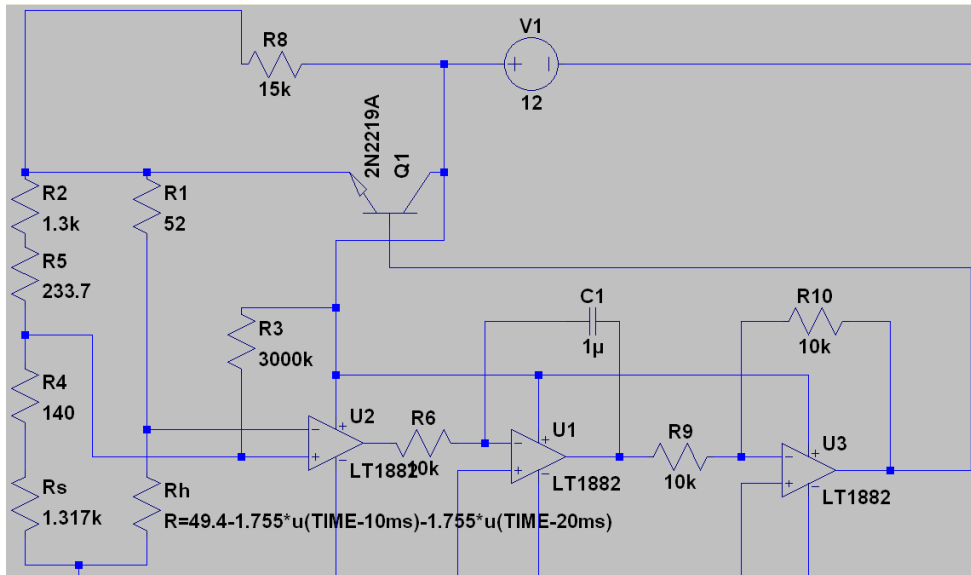 V1
R8
15k
12
2N2219A
Q1
R2
1.3k
R1
52
R5
233.7
R3
3000k
C1
1µ
R10
10k
R4
140
U2
LT1882
R6
10k
U1
LT1882
R9
10k
U3
LT1882
Rs
1.317k
Rh
R=49.4-1.755*u(TIME-10ms)-1.755*u(TIME-20ms)